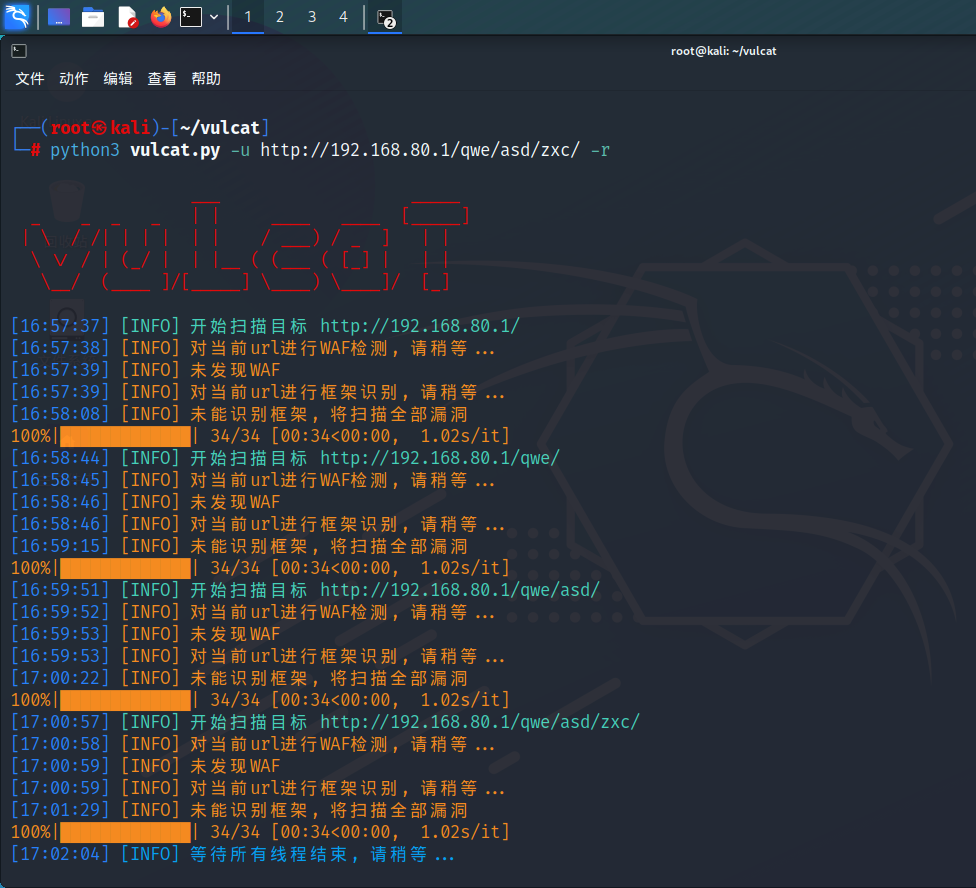 1 2 3 4 2
root@kali: ~/vulcat
文件 动作 编辑 查看 帮助
┌──(root㉿kali)-[~/vulcat]
└─# python3 vulcat.py -u http://192.168.80.1/qwe/asd/zxc/ -r
vulcat
[16:57:37] [INFO] 开始扫描目标 http://192.168.80.1/
[16:57:38] [INFO] 对当前url进行WAF检测, 请稍等...
[16:57:39] [INFO] 未发现WAF
[16:57:39] [INFO] 对当前url进行框架识别, 请稍等...
[16:58:08] [INFO] 未能识别框架, 将扫描全部漏洞
100%|█████████████| 34/34 [00:34<00:00, 1.02s/it]
[16:58:44] [INFO] 开始扫描目标 http://192.168.80.1/qwe/
[16:58:45] [INFO] 对当前url进行WAF检测, 请稍等...
[16:58:46] [INFO] 未发现WAF
[16:58:46] [INFO] 对当前url进行框架识别, 请稍等...
[16:59:15] [INFO] 未能识别框架, 将扫描全部漏洞
100%|█████████████| 34/34 [00:34<00:00, 1.02s/it]
[16:59:51] [INFO] 开始扫描目标 http://192.168.80.1/qwe/asd/
[16:59:52] [INFO] 对当前url进行WAF检测, 请稍等...
[16:59:53] [INFO] 未发现WAF
[16:59:53] [INFO] 对当前url进行框架识别, 请稍等...
[17:00:22] [INFO] 未能识别框架, 将扫描全部漏洞
100%|█████████████| 34/34 [00:34<00:00, 1.02s/it]
[17:00:57] [INFO] 开始扫描目标 http://192.168.80.1/qwe/asd/zxc/
[17:00:58] [INFO] 对当前url进行WAF检测, 请稍等...
[17:00:59] [INFO] 未发现WAF
[17:00:59] [INFO] 对当前url进行框架识别, 请稍等...
[17:01:29] [INFO] 未能识别框架, 将扫描全部漏洞
100%|█████████████| 34/34 [00:34<00:00, 1.02s/it]
[17:02:04] [INFO] 等待所有线程结束, 请稍等...